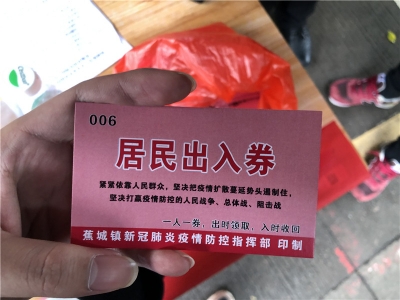 006
居民出入券
紧紧依靠人民群众，坚决把疫情扩散蔓延势头遏制住，
坚决打赢疫情防控的人民战争、总体战、阻击战
一人一券，出时领取，入时收回
蕉城镇新冠肺炎疫情防控指挥部 印制